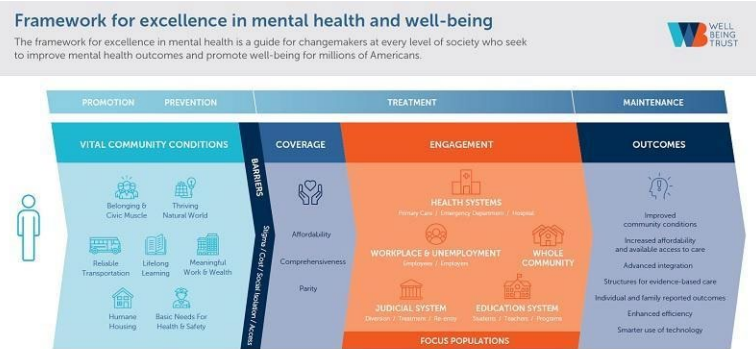 Framework for excellence in mental health and well-being
The framework for excellence in mental health is a guide for changemakers at every level of society who seek
to improve mental health outcomes and promote well-being for millions of Americans.
WELL
BEING
TRUST
PROMOTION PREVENTION TREATMENT MAINTENANCE
VITAL COMMUNITY CONDITIONS
Belonging &
Civic Muscle
Thriving
Natural World
Reliable
Transportation
Lifelong
Learning
Meaningful
Work & Wealth
Humane
Housing
Basic Needs For
Health & Safety
BARRIERS
Stigma / Cost / Social Isolation / Access
COVERAGE
Affordability
Comprehensiveness
Parity
ENGAGEMENT
HEALTH SYSTEMS
Primary Care / Emergency Department / Hospital
WORKPLACE & UNEMPLOYMENT
Employees / Employers
WHOLE
COMMUNITY
JUDICIAL SYSTEM
Diversion / Treatment / Re-entry
EDUCATION SYSTEM
Students / Teachers / Programs
FOCUS POPULATIONS
OUTCOMES
Improved
community conditions
Increased affordability
and available access to care
Advanced integration
Structures for evidence-based care
Individual and family reported outcomes
Enhanced efficiency
Smarter use of technology